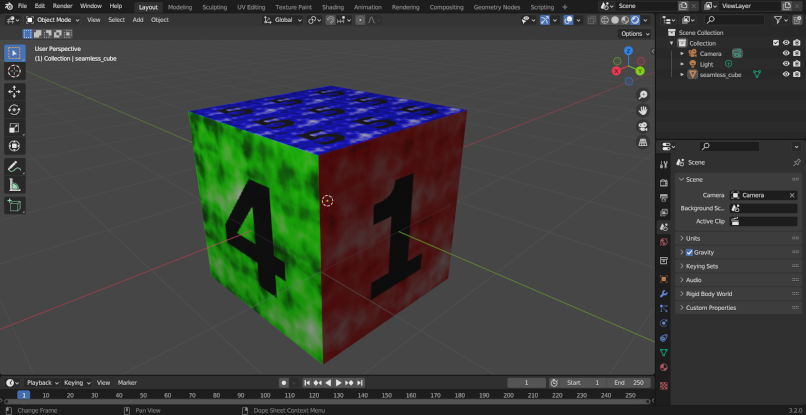 File Edit Render Window Help Layout Modeling Sculpting UV Editing Texture Paint Shading Animation Rendering Compositing Geometry Nodes Scripting + Scene ViewLayer
Object Mode View Select Add Object Global
Options
User Perspective
(1) Collection | seamless_cube
Z
Y
X
4
1
Scene Collection
Collection
Camera
Light
seamless_cube
Scene
Scene
Camera Camera
Background Sc..
Active Clip
Units
Gravity
Keying Sets
Audio
Rigid Body World
Custom Properties
Playback Keying View Marker 1 Start 1 End 250
1 10 20 30 40 50 60 70 80 90 100 110 120 130 140 150 160 170 180 190 200 210 220 230 240 250
Change Frame Pan View Dope Sheet Context Menu 3.2.0